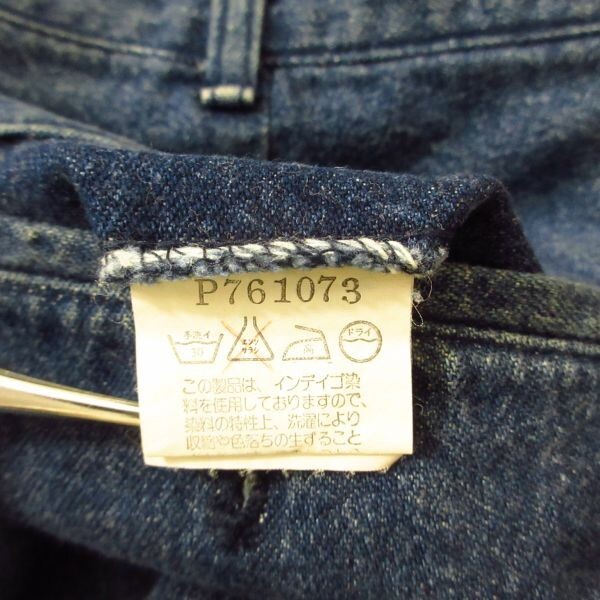 P761073
手洗イ エンソ サラシ 中 ドライ
30
この製品は、インデイゴ染
料を使用しておりますので、
染料の特性上、洗濯により
収縮や色落ちの生ずること